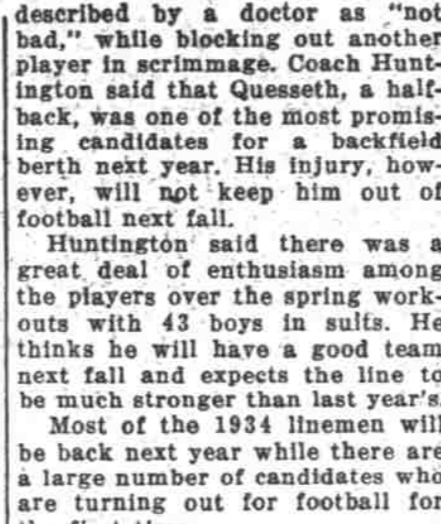 described by a doctor as "not
bad," while blocking out another
player in scrimmage. Coach Hunt-
ington said that Quesseth, a half-
back, was one of the most promis-
ing candidates for a backfield
berth next year. His injury, how-
ever, will not keep him out of
football next fall.
Huntington said there was a
great deal of enthusiasm among
the players over the spring work-
outs with 43 boys in suits. He
thinks he will have a good team
next fall and expects the line to
be much stronger than last year's.
Most of the 1934 linemen will
be back next year while there are
a large number of candidates who
are turning out for football for